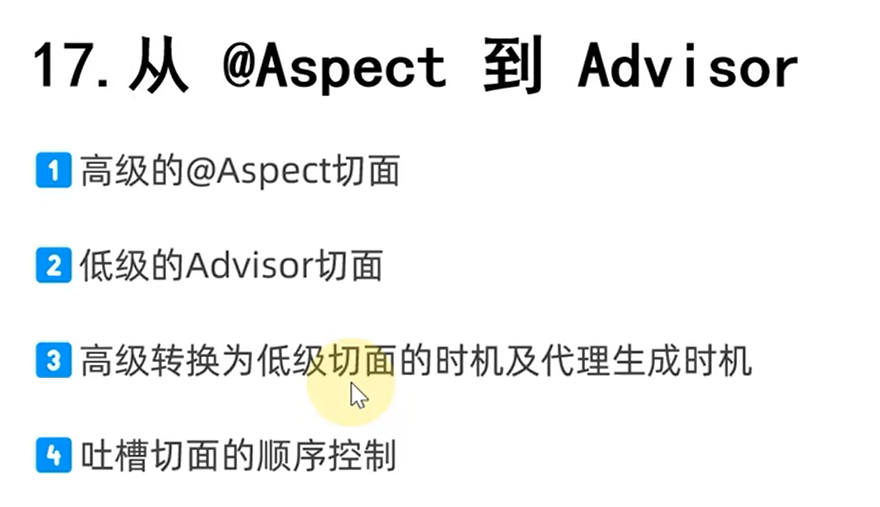 17. 从 @Aspect 到 Advisor
1 高级的@Aspect切面
2 低级的Advisor切面
3 高级转换为低级切面的时机及代理生成时机
4 吐槽切面的顺序控制